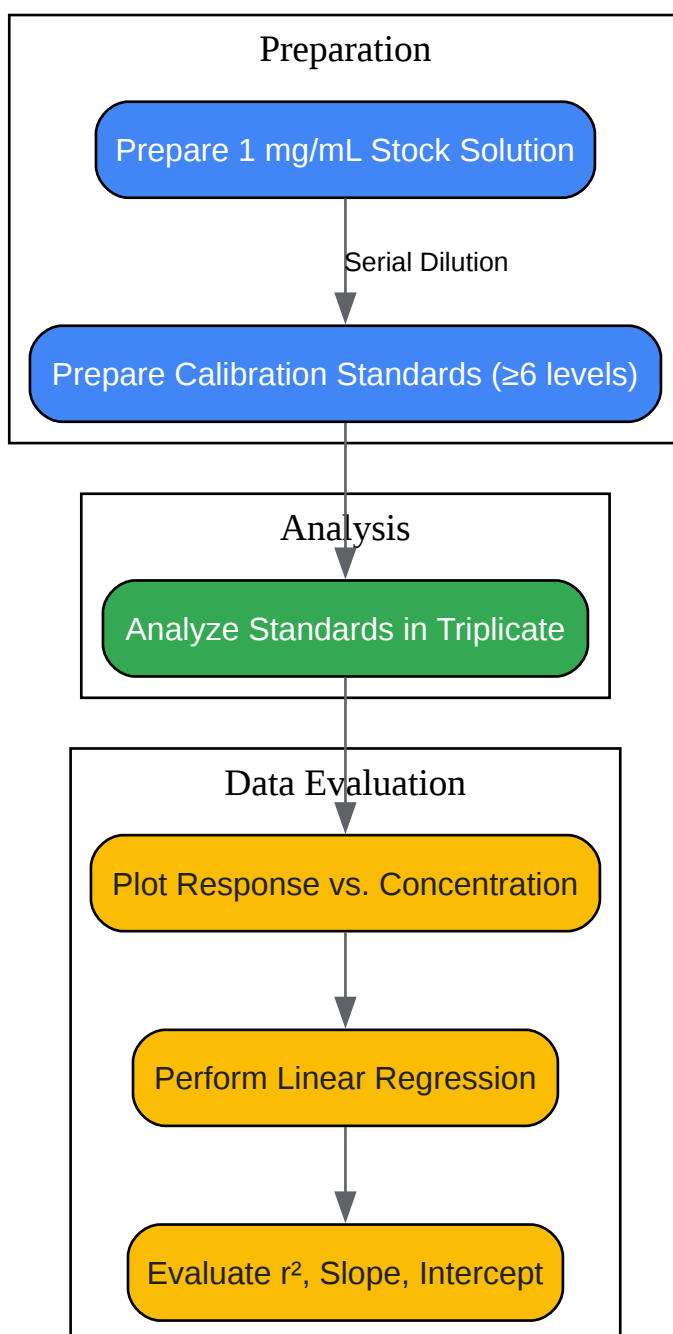 Preparation
Prepare 1 mg/mL Stock Solution
Serial Dilution
Prepare Calibration Standards (≥6 levels)
Analysis
Analyze Standards in Triplicate
Data Evaluation
Plot Response vs. Concentration
Perform Linear Regression
Evaluate r², Slope, Intercept